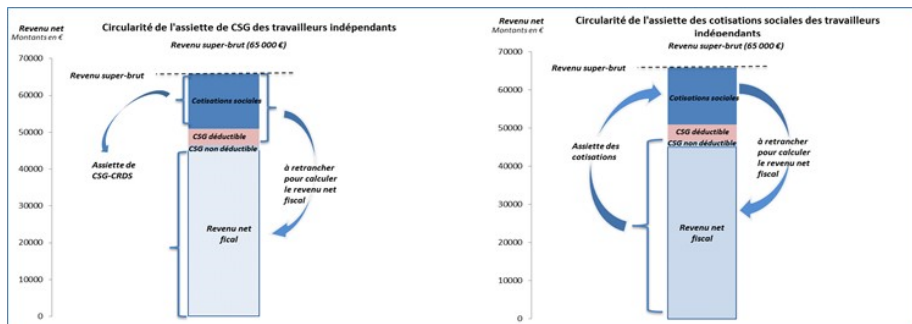 Revenu net
Montants en €
Circularité de l'assiette de CSG des travailleurs indépendants
Revenu super-brut (65 000 €)
70000
60000
50000
40000
30000
20000
10000
0
Revenu super-brut
Cotisations sociales
CSG déductible
CSG non déductible
Assiette de
CSG-CRDS
à retrancher
pour calculer
le revenu net
fiscal
Revenu net
fical
Revenu net
Montants en €
Circularité de l'assiette des cotisations sociales des travailleurs
indépendants
Revenu super-brut (65 000 €)
70000
60000
50000
40000
30000
20000
10000
0
Revenu super-brut
Cotisations sociales
CSG déductible
CSG non déductible
Assiette des
cotisations
à retrancher
pour calculer
le revenu net
fiscal
Revenu net
fiscal